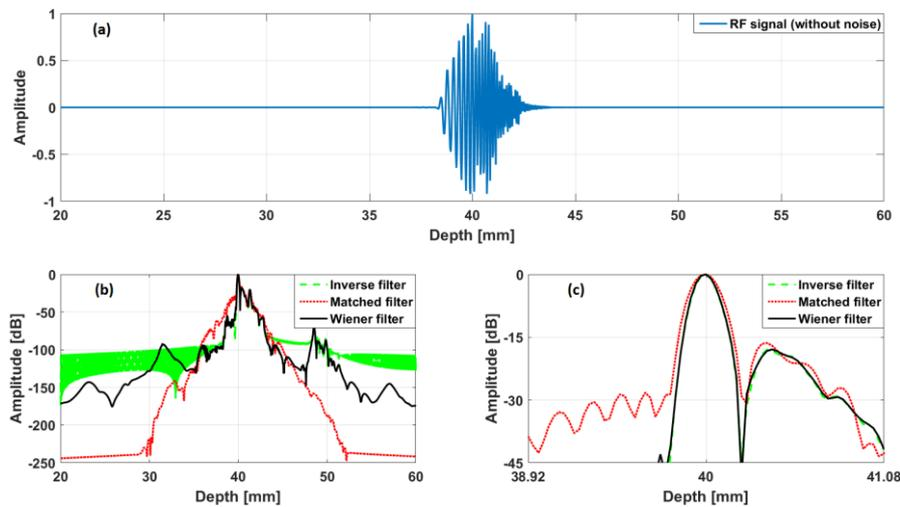 (a)
RF signal (without noise)
1
0.5
0
-0.5
-1
Amplitude
20 25 30 35 40 45 50 55 60
Depth [mm]
(b)
Inverse filter
Matched filter
Wiener filter
0
-50
-100
-150
-200
-250
Amplitude [dB]
20 30 40 50 60
Depth [mm]
(c)
Inverse filter
Matched filter
Wiener filter
0
-15
-30
-45
Amplitude [dB]
38.92 40 41.08
Depth [mm]